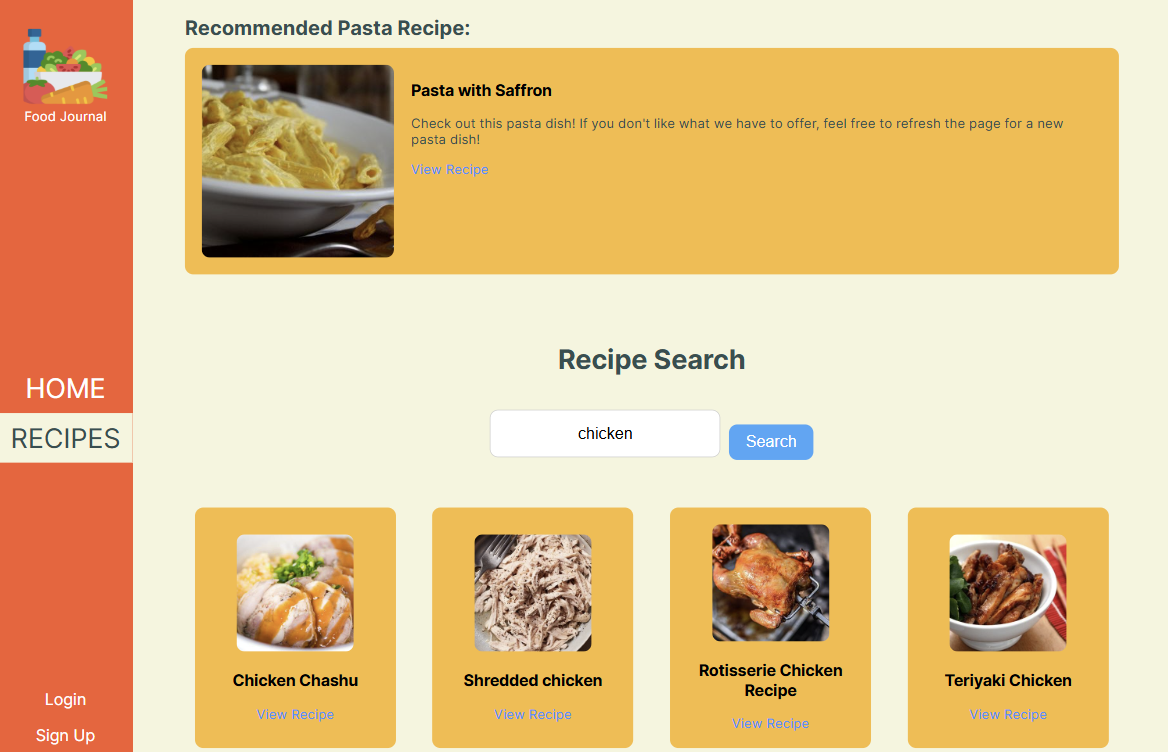 Food Journal
HOME
RECIPES
Login
Sign Up
Recommended Pasta Recipe:
Pasta with Saffron
Check out this pasta dish! If you don't like what we have to offer, feel free to refresh the page for a new
pasta dish!
View Recipe
Recipe Search
chicken
Search
Chicken Chashu
View Recipe
Shredded chicken
View Recipe
Rotisserie Chicken
Recipe
View Recipe
Teriyaki Chicken
View Recipe